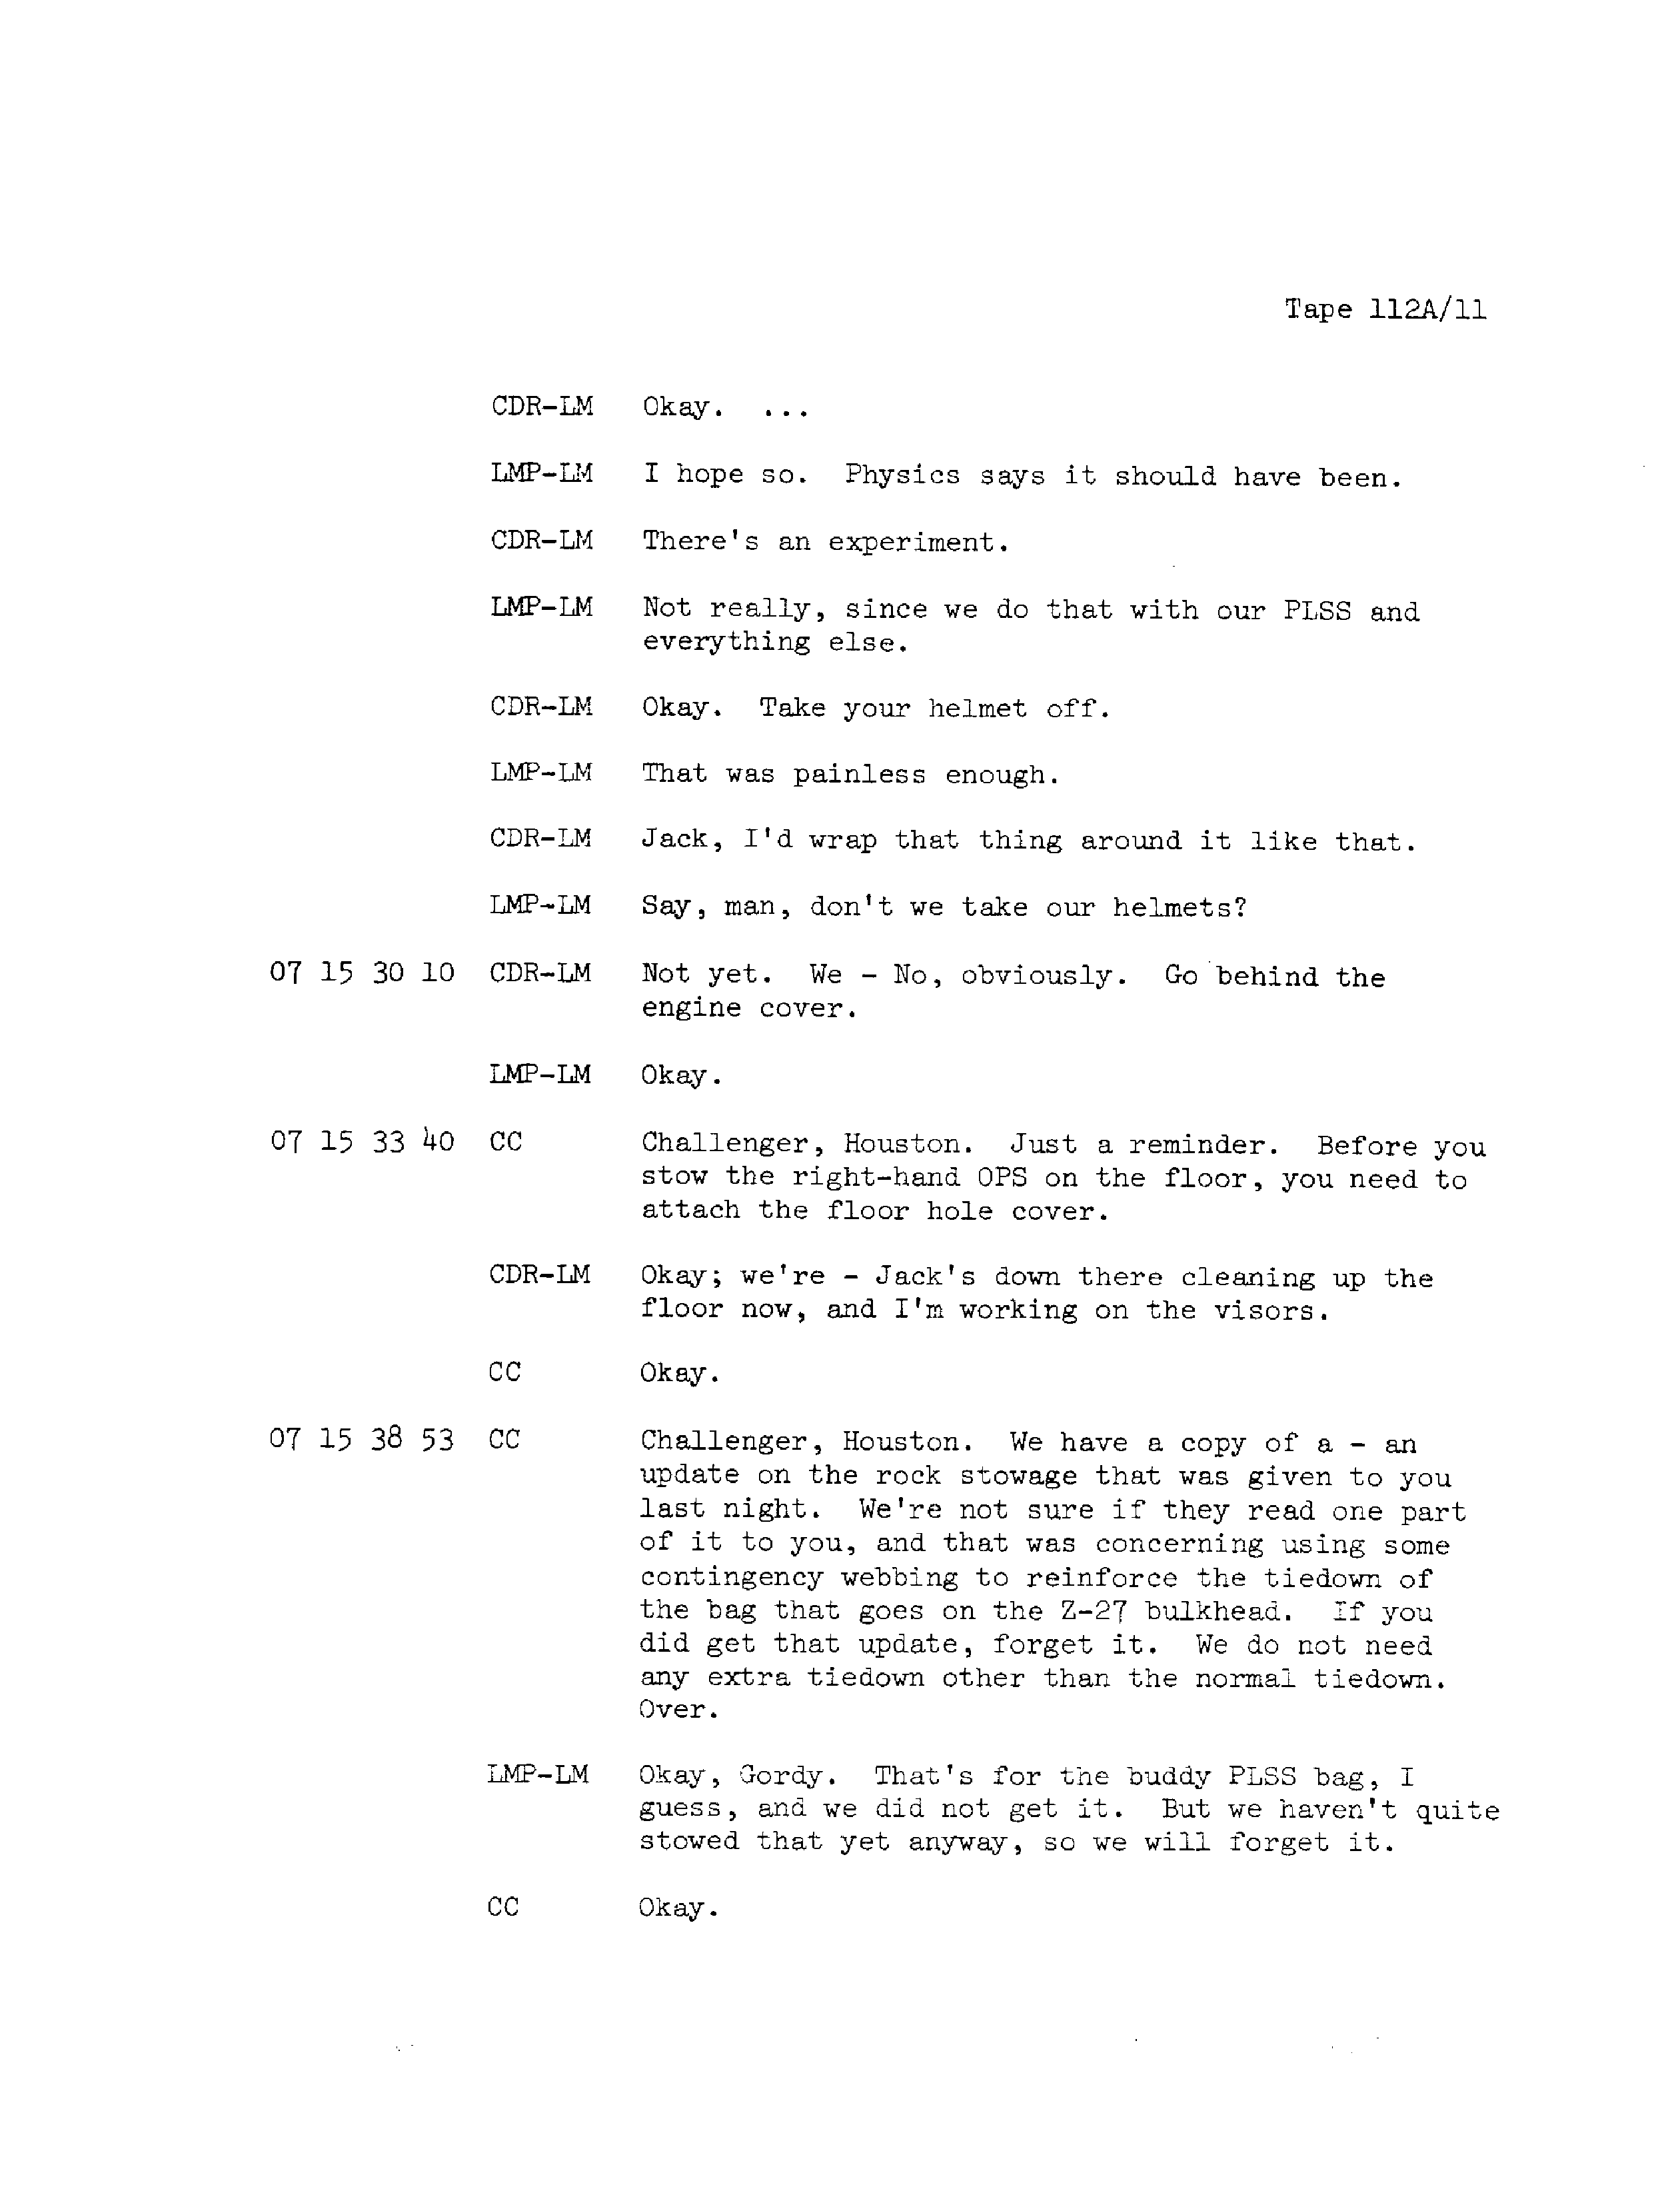 Tape 112A/11
CDR-LM Okay. ...
LMP-LM I hope so. Physics says it should have been.
CDR-LM There's an experiment.
LMP-LM Not really, since we do that with our PLSS and
everything else.
CDR-LM Okay. Take your helmet off.
LMP-LM That was painless enough.
CDR-LM Jack, I'd wrap that thing around it like that.
LMP-LM Say, man, don't we take our helmets?
07 15 30 10 CDR-LM Not yet. We - No, obviously. Go behind the
engine cover.
LMP-LM Okay.
07 15 33 40 CC Challenger, Houston. Just a reminder. Before you
stow the right-hand OPS on the floor, you need to
attach the floor hole cover.
CDR-LM Okay; we're - Jack's down there cleaning up the
floor now, and I'm working on the visors.
CC Okay.
07 15 38 53 CC Challenger, Houston. We have a copy of a - an
update on the rock stowage that was given to you
last night. We're not sure if they read one part
of it to you, and that was concerning using some
contingency webbing to reinforce the tiedown of
the bag that goes on the Z-27 bulkhead. If you
did get that update, forget it. We do not need
any extra tiedown other than the normal tiedown.
Over.
LMP-LM Okay, Gordy. That's for the buddy PLSS bag, I
guess, and we did not get it. But we haven't quite
stowed that yet anyway, so we will forget it.
CC Okay.